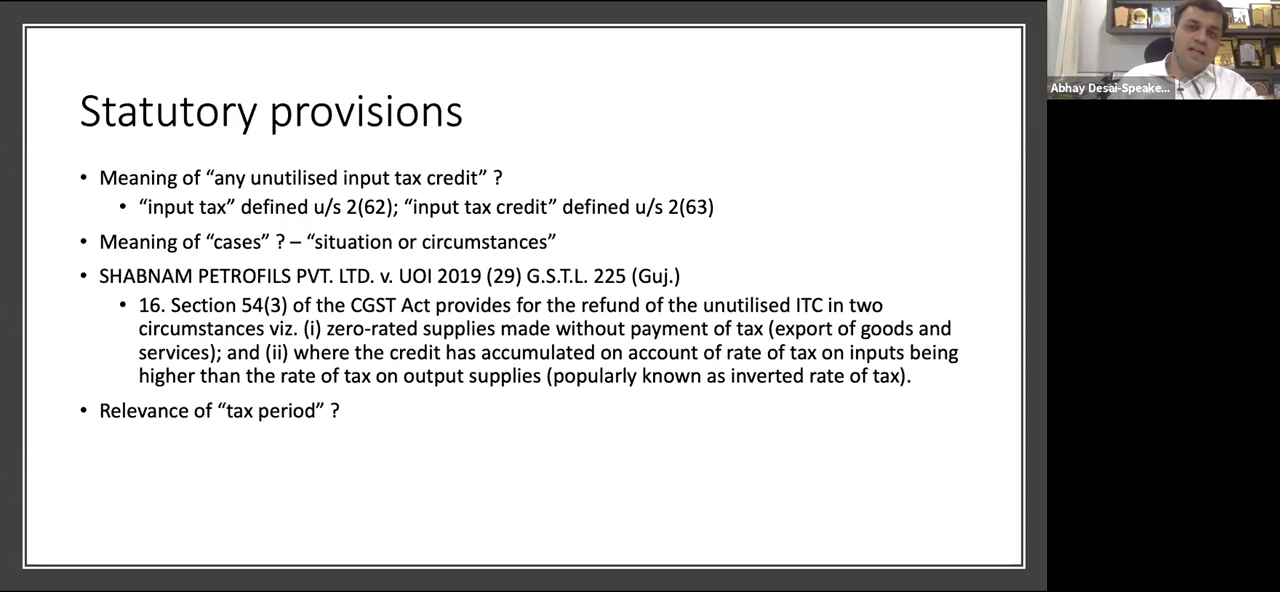 Statutory provisions
• Meaning of “any unutilised input tax credit” ?
• “input tax” defined u/s 2(62); “input tax credit” defined u/s 2(63)
• Meaning of “cases” ? – “situation or circumstances”
• SHABNAM PETROFILS PVT. LTD. v. UOI 2019 (29) G.S.T.L. 225 (Guj.)
• 16. Section 54(3) of the CGST Act provides for the refund of the unutilised ITC in two
circumstances viz. (i) zero-rated supplies made without payment of tax (export of goods and
services); and (ii) where the credit has accumulated on account of rate of tax on inputs being
higher than the rate of tax on output supplies (popularly known as inverted rate of tax).
• Relevance of “tax period” ?
Abhay Desai-Speake...